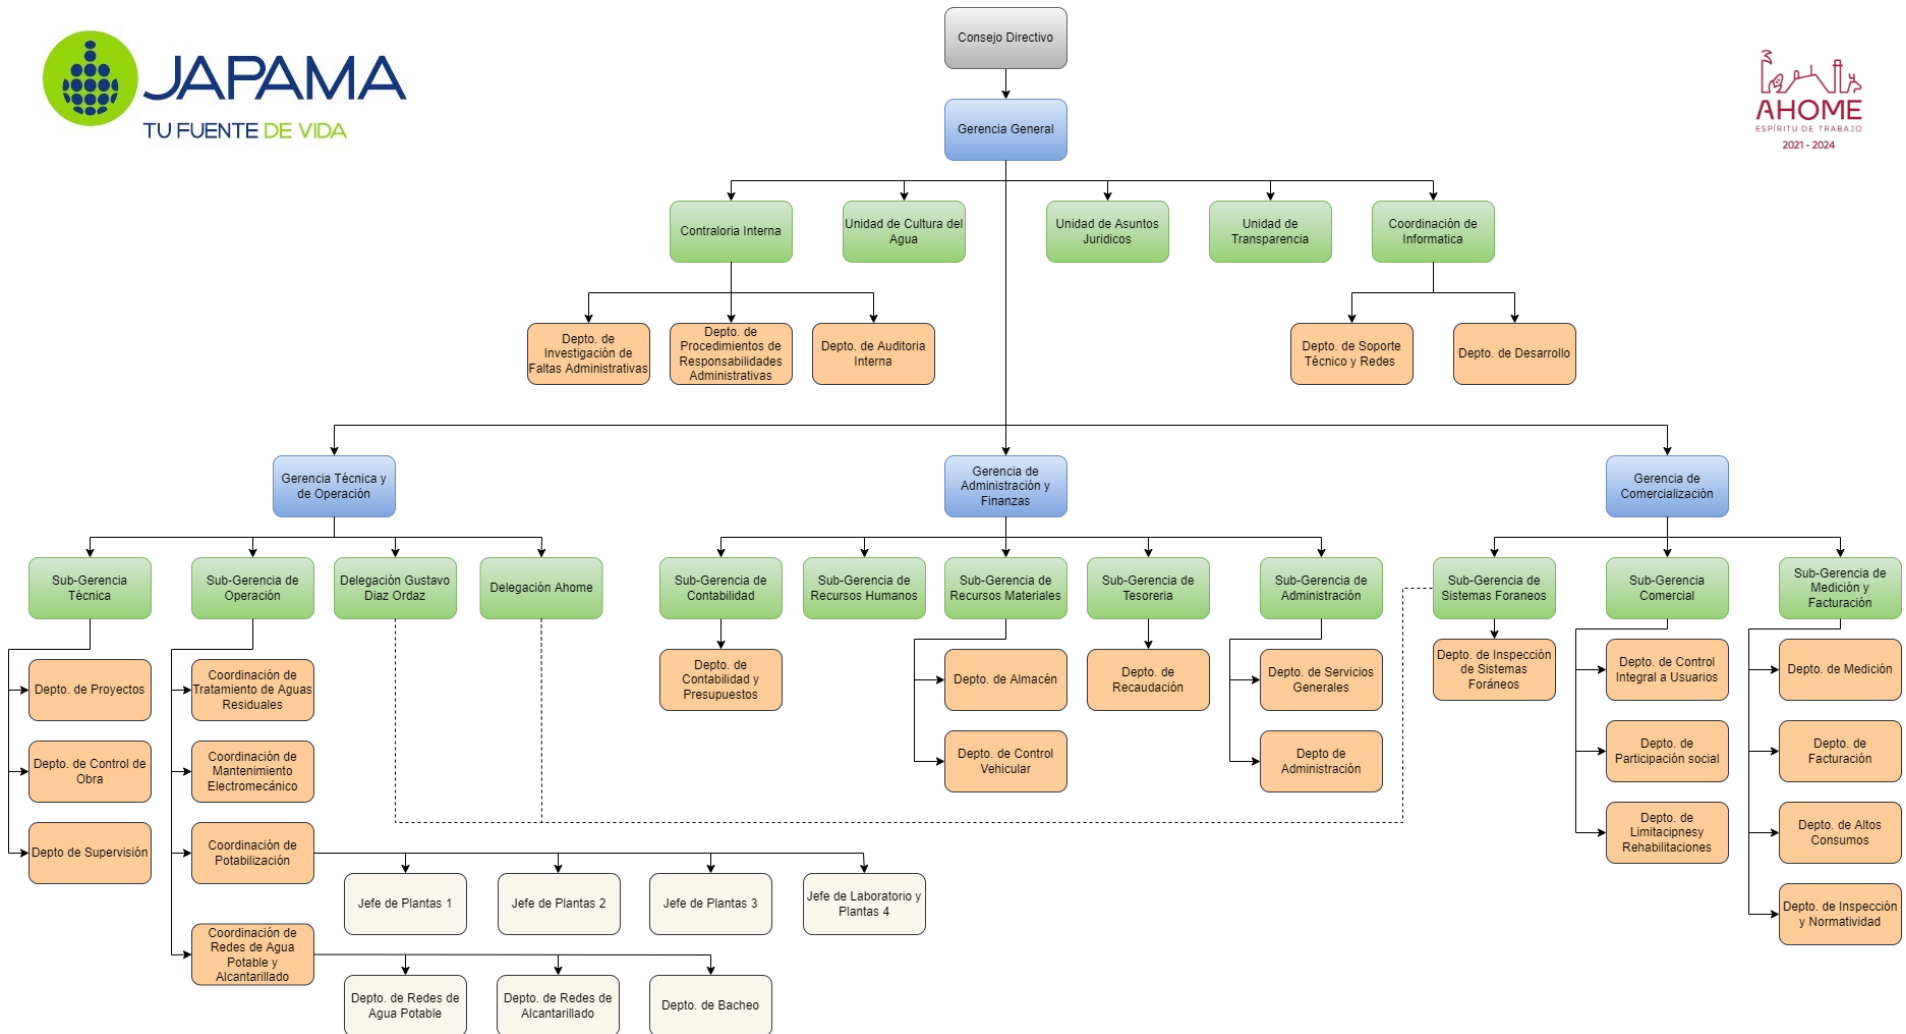 JAPAMA
TU FUENTE DE VIDA
AHOME
ESPÍRITU DE TRABAJO
2021 - 2024
Consejo Directivo
Gerencia General
Contraloria Interna
Unidad de Cultura del
Agua
Unidad de Asuntos
Juridicos
Unidad de
Transparencia
Coordinación de
Informatica
Depto. de
Investigación de
Faltas Administrativas
Depto. de
Procedimientos de
Responsabilidades
Administrativas
Depto. de Auditoria
Interna
Depto. de Soporte
Técnico y Redes
Depto. de Desarrollo
Gerencia Técnica y
de Operación
Gerencia de
Administración y
Finanzas
Gerencia de
Comercialización
Sub-Gerencia
Técnica
Sub-Gerencia de
Operación
Delegación Gustavo
Diaz Ordaz
Delegación Ahome
Sub-Gerencia de
Contabilidad
Sub-Gerencia de
Recursos Humanos
Sub-Gerencia de
Recursos Materiales
Sub-Gerencia de
Tesoreria
Sub-Gerencia de
Administración
Sub-Gerencia de
Sistemas Foraneos
Sub-Gerencia
Comercial
Sub-Gerencia de
Medición y
Facturación
Depto. de Proyectos
Coordinación de
Tratamiento de Aguas
Residuales
Depto. de
Contabilidad y
Presupuestos
Depto. de Almacén
Depto. de
Recaudación
Depto. de Servicios
Generales
Depto. de Inspección
de Sistemas
Foráneos
Depto. de Control
Integral a Usuarios
Depto. de Medición
Depto. de Control de
Obra
Coordinación de
Mantenimiento
Electromecánico
Depto. de Control
Vehicular
Depto de
Administración
Depto. de
Participación social
Depto. de
Facturación
Depto de Supervisión
Coordinación de
Potabilización
Depto. de
Limitacipnesy
Rehabilitaciones
Depto. de Altos
Consumos
Jefe de Plantas 1
Jefe de Plantas 2
Jefe de Plantas 3
Jefe de Laboratorio y
Plantas 4
Depto. de Inspección
y Normatividad
Coordinación de
Redes de Agua
Potable y
Alcantarillado
Depto. de Redes de
Agua Potable
Depto. de Redes de
Alcantarillado
Depto. de Bacheo